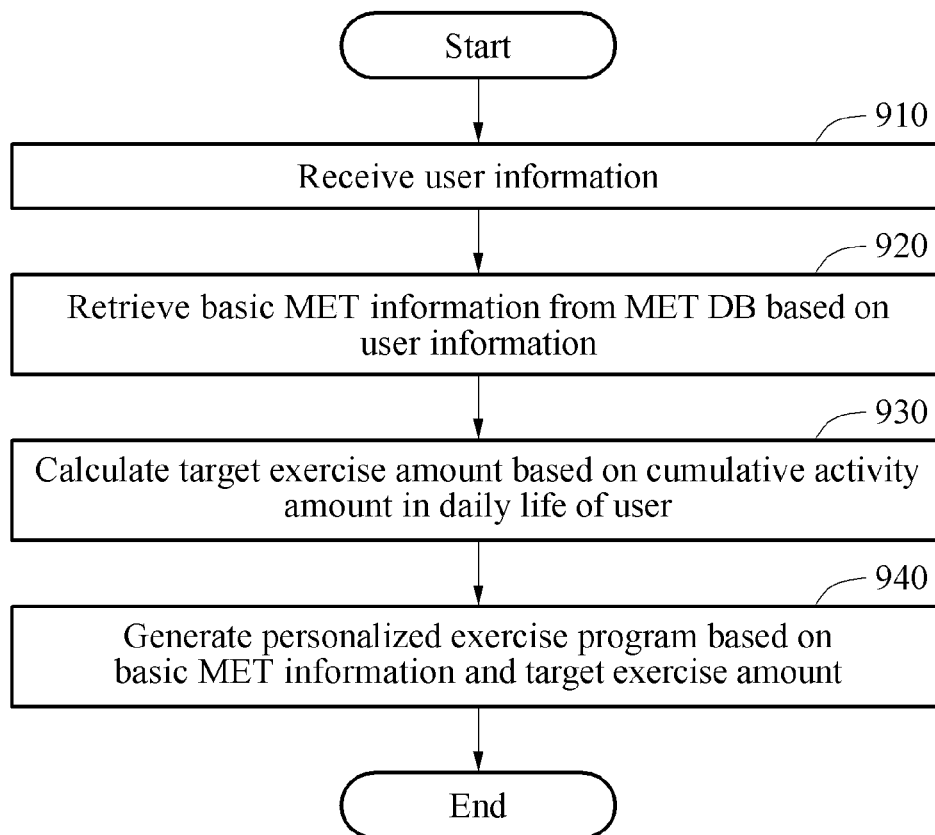 Start
910
Receive user information
920
Retrieve basic MET information from MET DB based on
user information
930
Calculate target exercise amount based on cumulative activity
amount in daily life of user
940
Generate personalized exercise program based on
basic MET information and target exercise amount
End